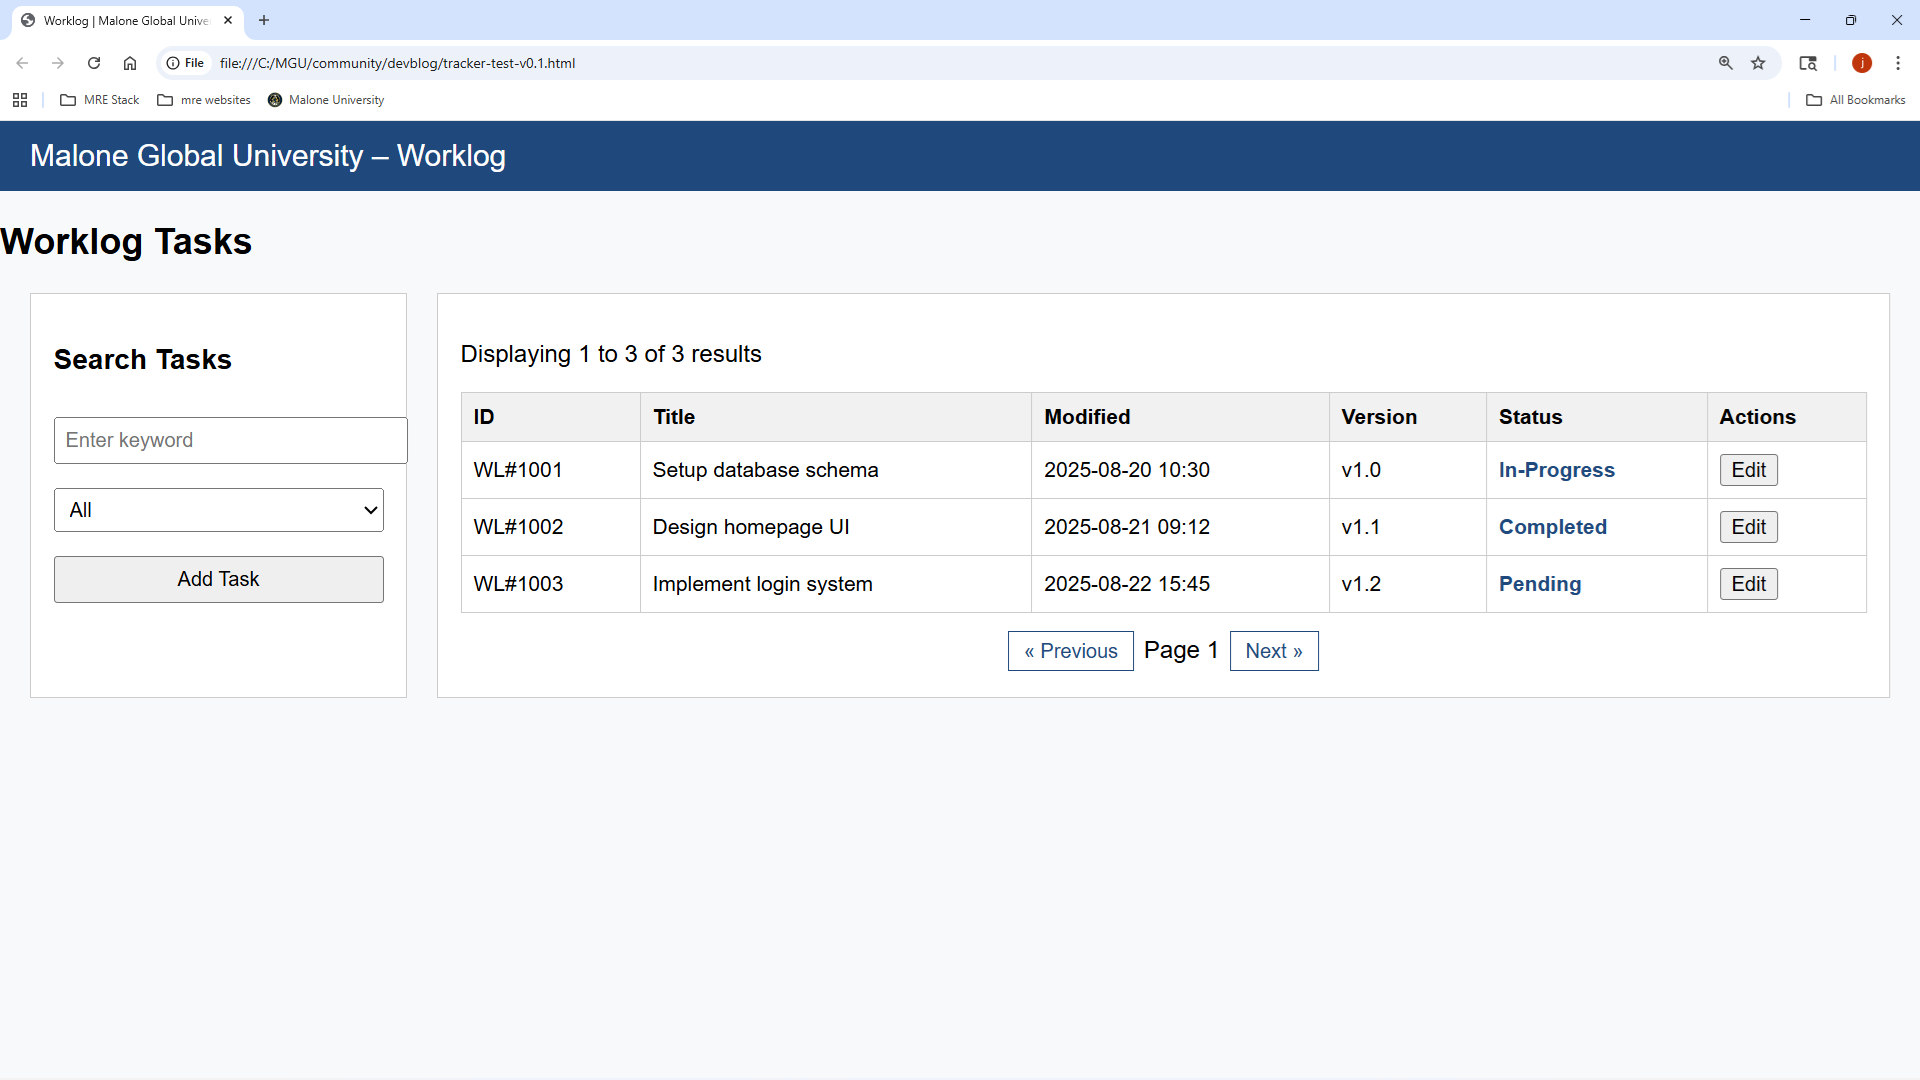 Worklog | Malone Global Unive
File file:///C:/MGU/community/devblog/tracker-test-v0.1.html j
MRE Stack mre websites Malone University All Bookmarks
Malone Global University – Worklog
Worklog Tasks
Search Tasks
Enter keyword
All
Add Task
Displaying 1 to 3 of 3 results
ID Title Modified Version Status Actions
WL#1001 Setup database schema 2025-08-20 10:30 v1.0 In-Progress Edit
WL#1002 Design homepage UI 2025-08-21 09:12 v1.1 Completed Edit
WL#1003 Implement login system 2025-08-22 15:45 v1.2 Pending Edit
« Previous Page 1 Next »